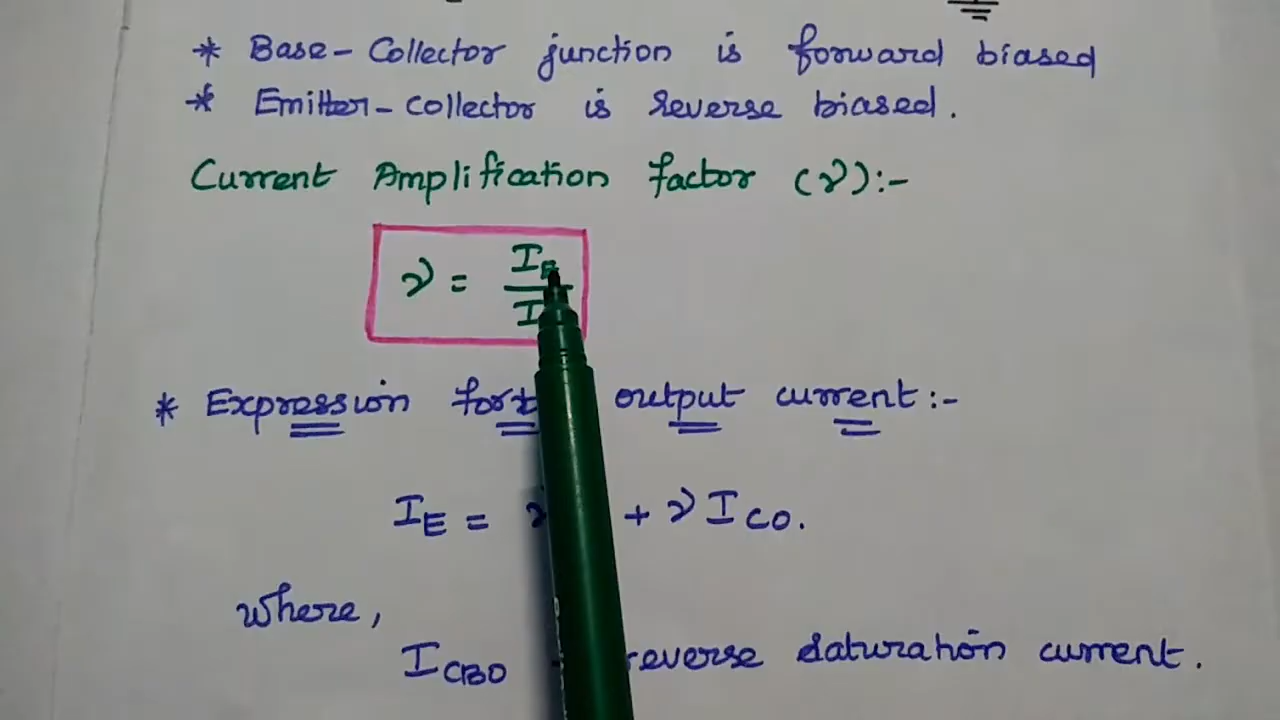 * Base-Collector junction is forward biased
* Emitter-collector is reverse biased.
Current Amplification factor (γ):-
γ = I_E / I
* Expression for output current:-
I_E = γ + γ I_CO.
where,
I_CBO - reverse saturation current.